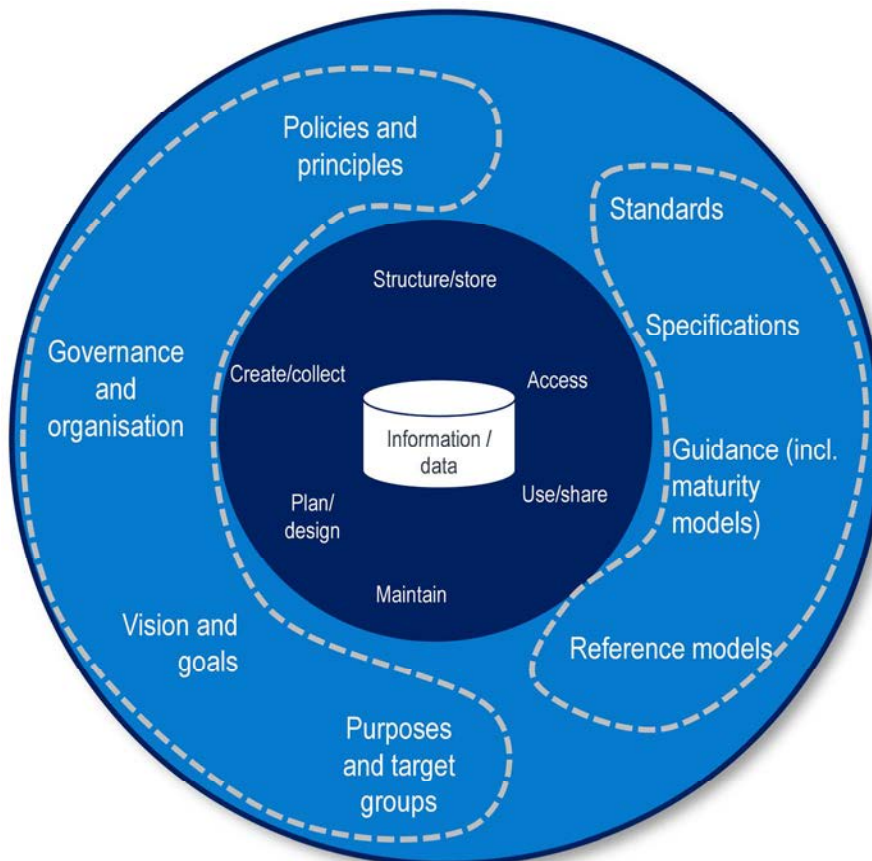 Policies and
principles
Standards
Structure/store
Specifications
Governance
and
organisation
Create/collect
Access
Information /
data
Guidance (incl.
maturity
models)
Plan/
design
Use/share
Maintain
Vision and
goals
Reference models
Purposes
and target
groups